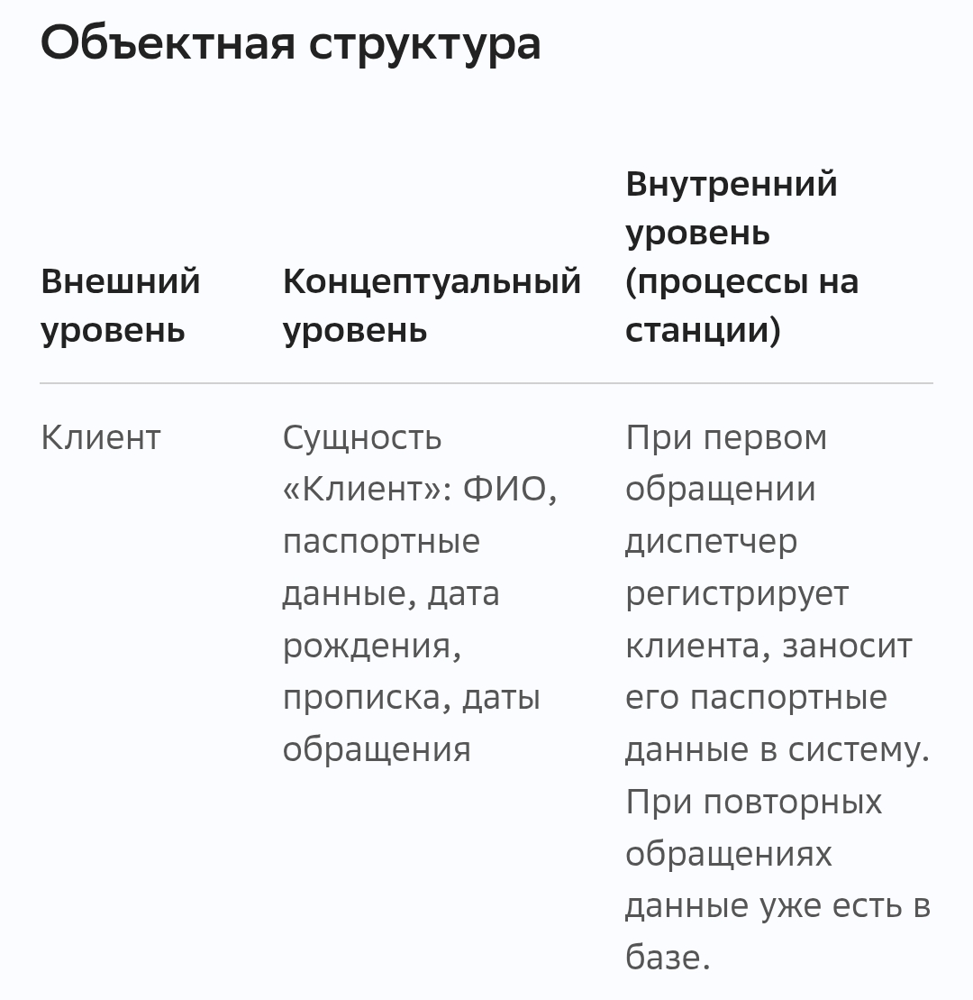 Объектная структура
Внешний
уровень
Концептуальный
уровень
Внутренний
уровень
(процессы на
станции)
Клиент
Сущность
«Клиент»: ФИО,
паспортные
данные, дата
рождения,
прописка, даты
обращения
При первом
обращении
диспетчер
регистрирует
клиента, заносит
его паспортные
данные в систему.
При повторных
обращениях
данные уже есть в
базе.